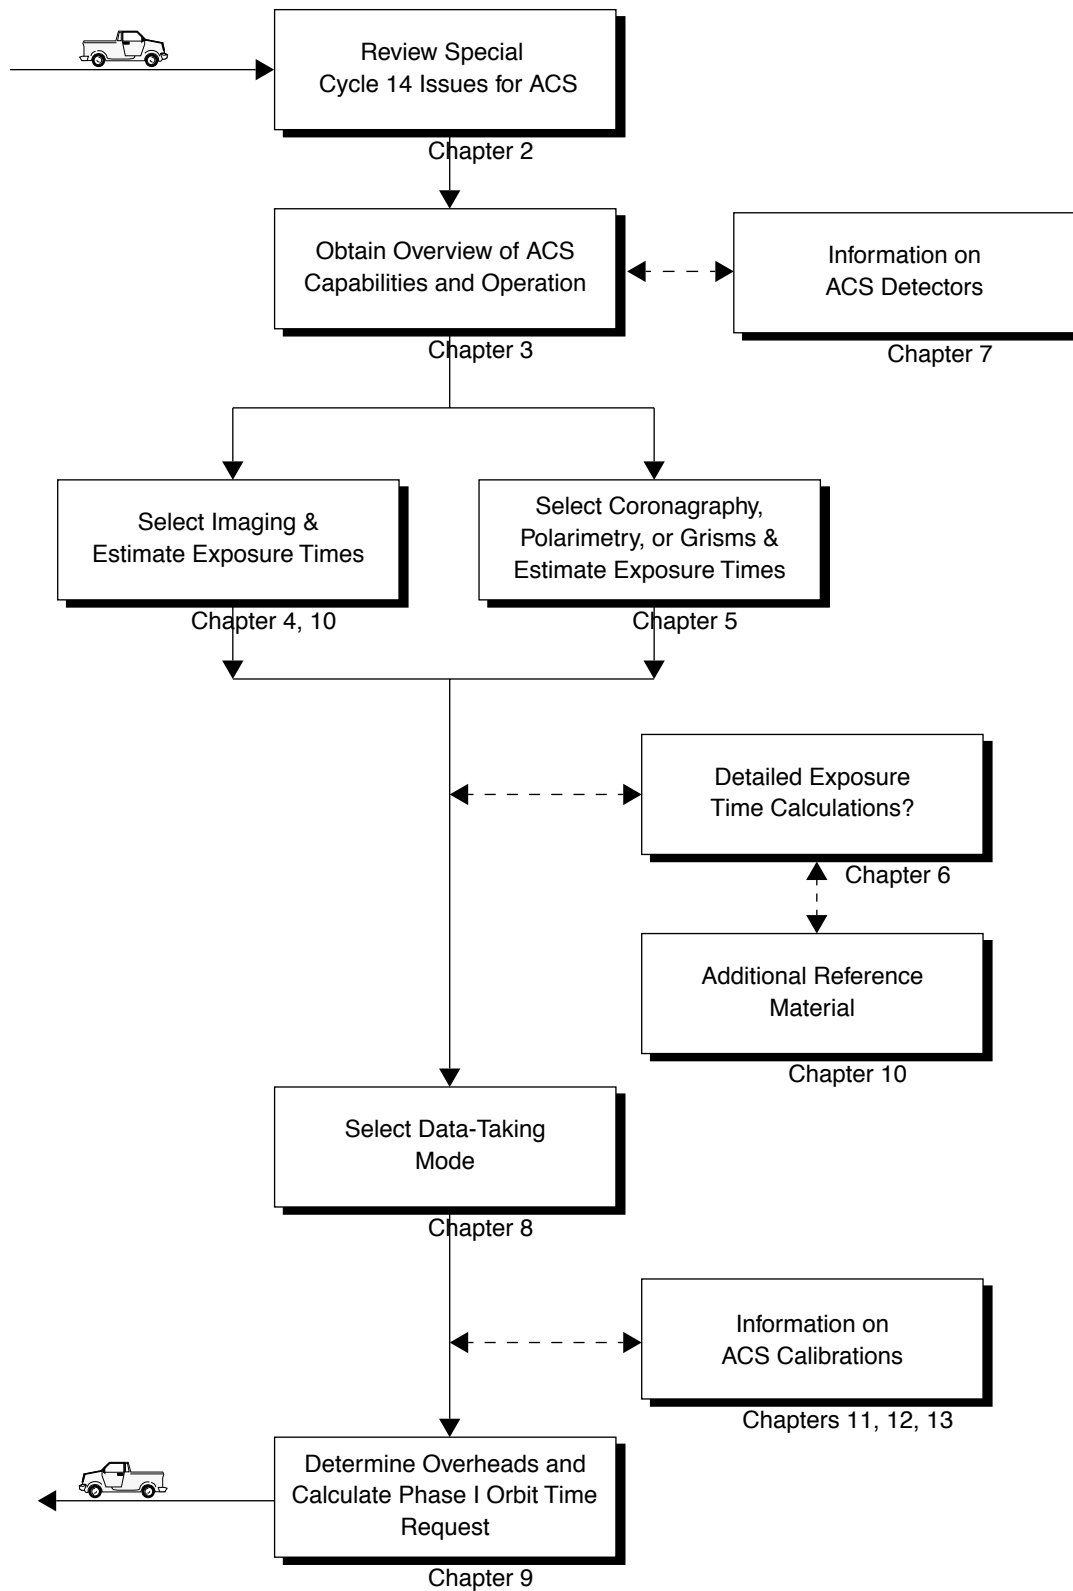 Review Special
Cycle 14 Issues for ACS
Chapter 2
Obtain Overview of ACS
Capabilities and Operation
Chapter 3
Information on
ACS Detectors
Chapter 7
Select Imaging &
Estimate Exposure Times
Chapter 4, 10
Select Coronagraphy,
Polarimetry, or Grisms &
Estimate Exposure Times
Chapter 5
Detailed Exposure
Time Calculations?
Chapter 6
Additional Reference
Material
Chapter 10
Select Data-Taking
Mode
Chapter 8
Information on
ACS Calibrations
Chapters 11, 12, 13
Determine Overheads and
Calculate Phase I Orbit Time
Request
Chapter 9